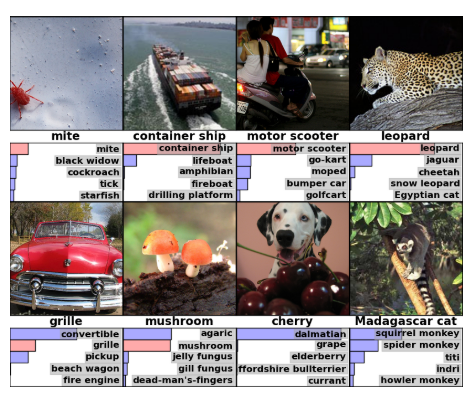 mite
container ship
motor scooter
leopard
mite
black widow
cockroach
tick
starfish
container ship
lifeboat
amphibian
fireboat
drilling platform
motor scooter
go-kart
moped
bumper car
golfcart
leopard
jaguar
cheetah
snow leopard
Egyptian cat
grille
mushroom
cherry
Madagascar cat
convertible
grille
pickup
beach wagon
fire engine
agaric
mushroom
jelly fungus
gill fungus
dead-man's-fingers
dalmatian
grape
elderberry
ffordshire bullterrier
currant
squirrel monkey
spider monkey
titi
indri
howler monkey